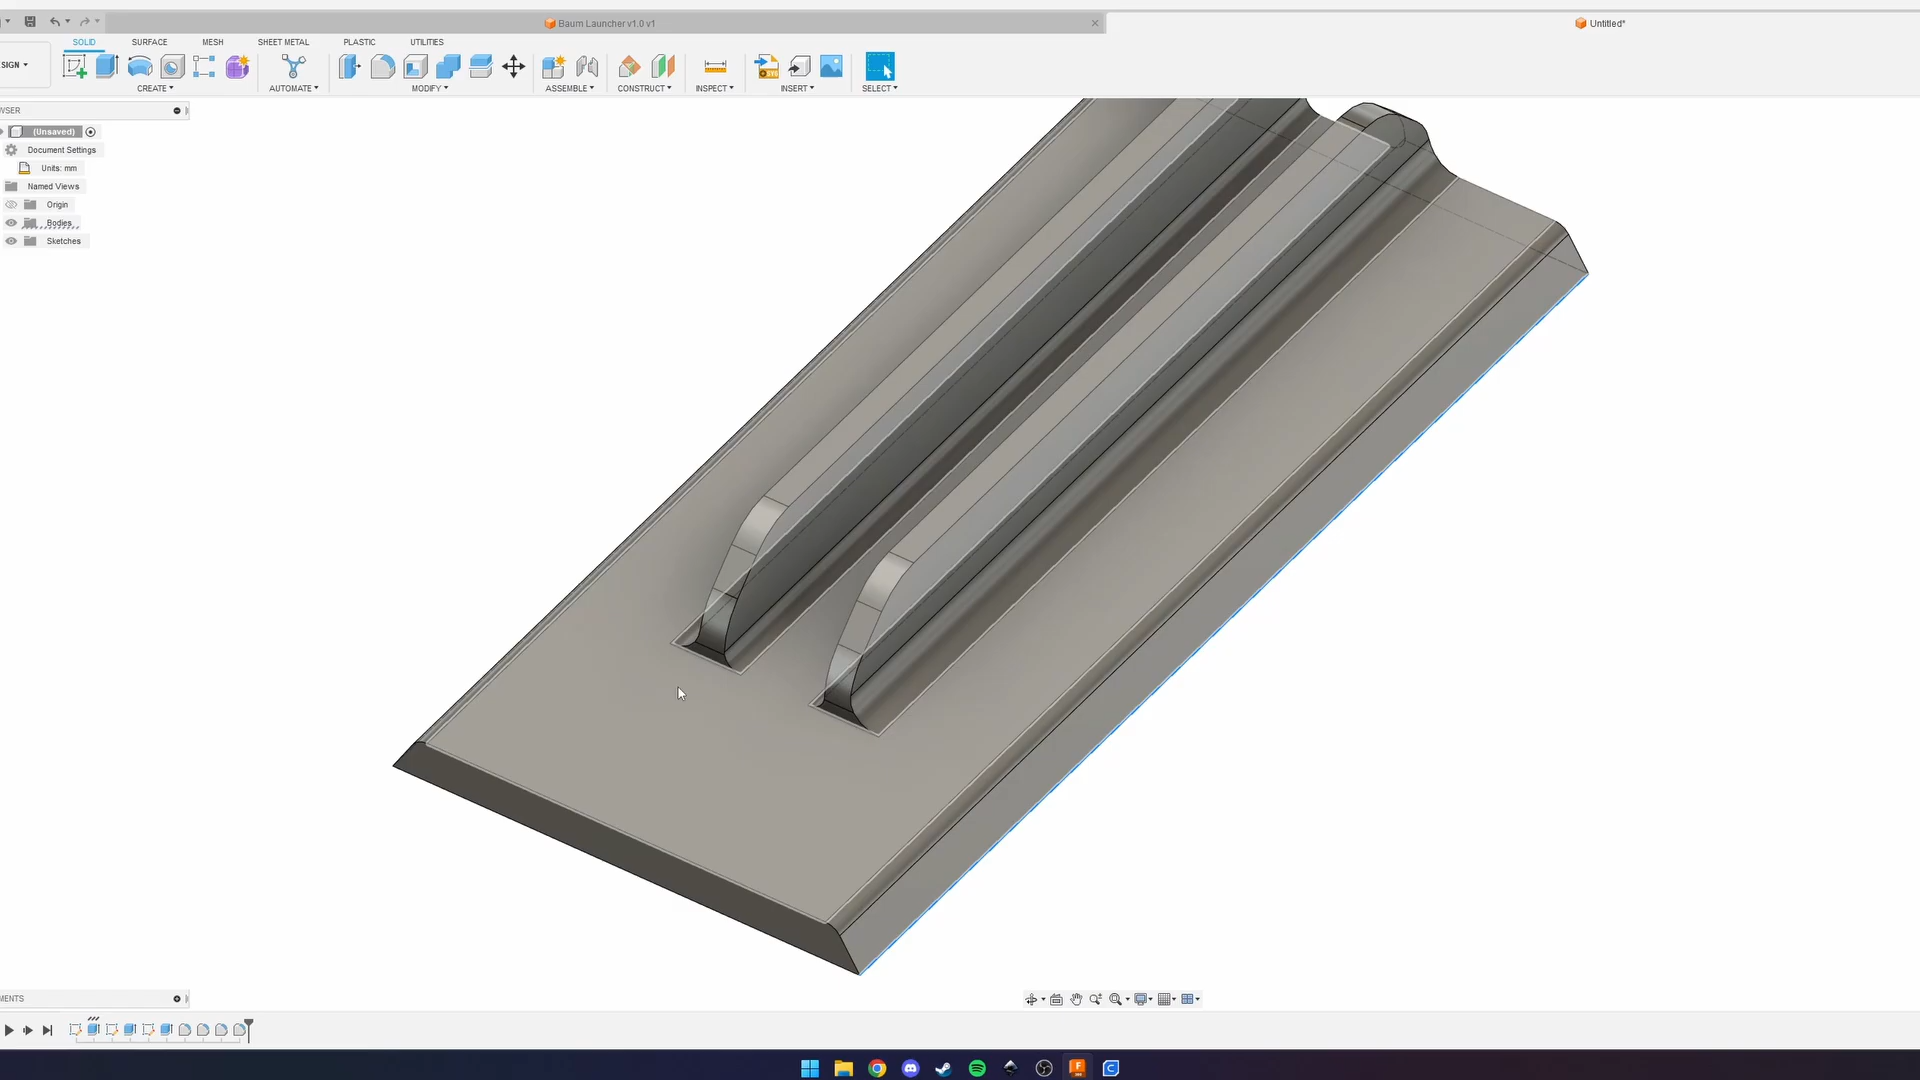 Baum Launcher v1.0 v1
Untitled*
SOLID
SURFACE
MESH
SHEET METAL
PLASTIC
UTILITIES
SIGN
CREATE
AUTOMATE
MODIFY
ASSEMBLE
CONSTRUCT
INSPECT
INSERT
SELECT
WSER
(Unsaved)
Document Settings
Units: mm
Named Views
Origin
Bodies
Sketches
MENTS